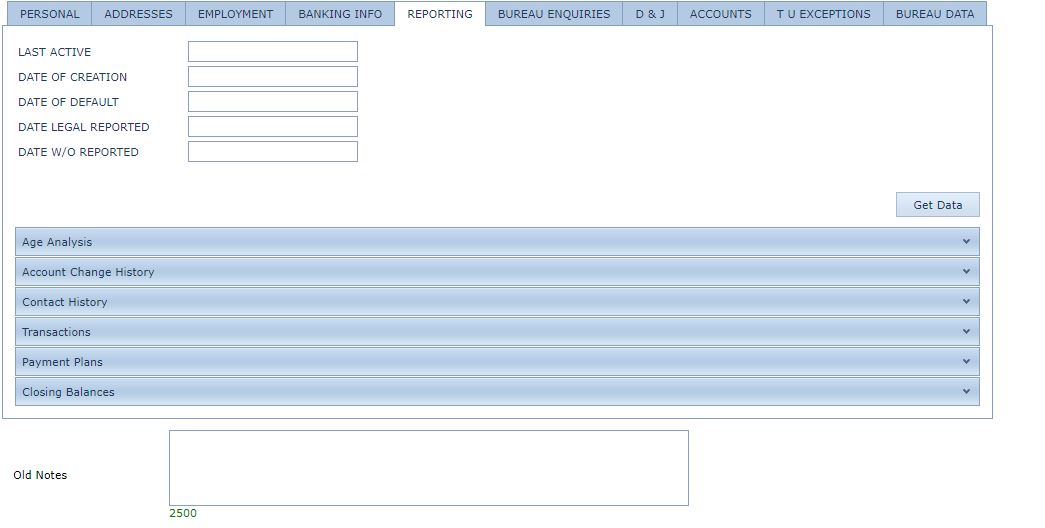 PERSONAL ADDRESSES EMPLOYMENT BANKING INFO REPORTING BUREAU ENQUIRIES D & J ACCOUNTS T U EXCEPTIONS BUREAU DATA
LAST ACTIVE
DATE OF CREATION
DATE OF DEFAULT
DATE LEGAL REPORTED
DATE W/O REPORTED
Get Data
Age Analysis
Account Change History
Contact History
Transactions
Payment Plans
Closing Balances
Old Notes
2500